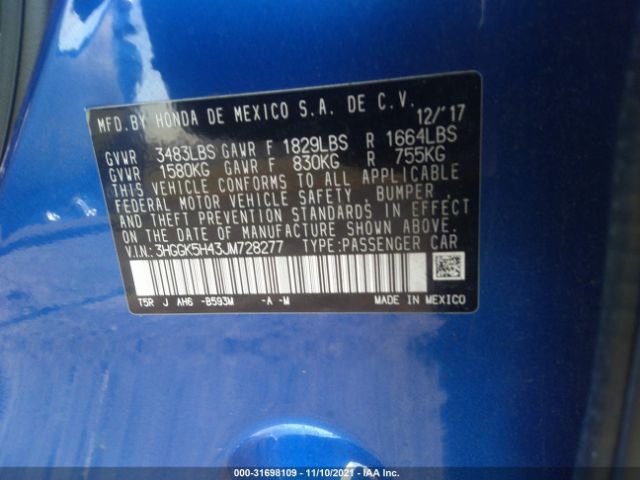 MFD.BY HONDA DE MEXICO S.A. DE C.V.
12/'17
GVWR 3483LBS GAWR F 1829LBS R 1664LBS
GVWR 1580KG GAWR F 830KG R 755KG
THIS VEHICLE CONFORMS TO ALL APPLICABLE
FEDERAL MOTOR VEHICLE SAFETY, BUMPER,
AND THEFT PREVENTION STANDARDS IN EFFECT
ON THE DATE OF MANUFACTURE SHOWN ABOVE.
V.I.N.: 3HGGK5H43JM728277 TYPE:PASSENGER CAR
T5R J AH6 -B593M -A -M MADE IN MEXICO
000-31698109 - 11/10/2021 - IAA Inc.